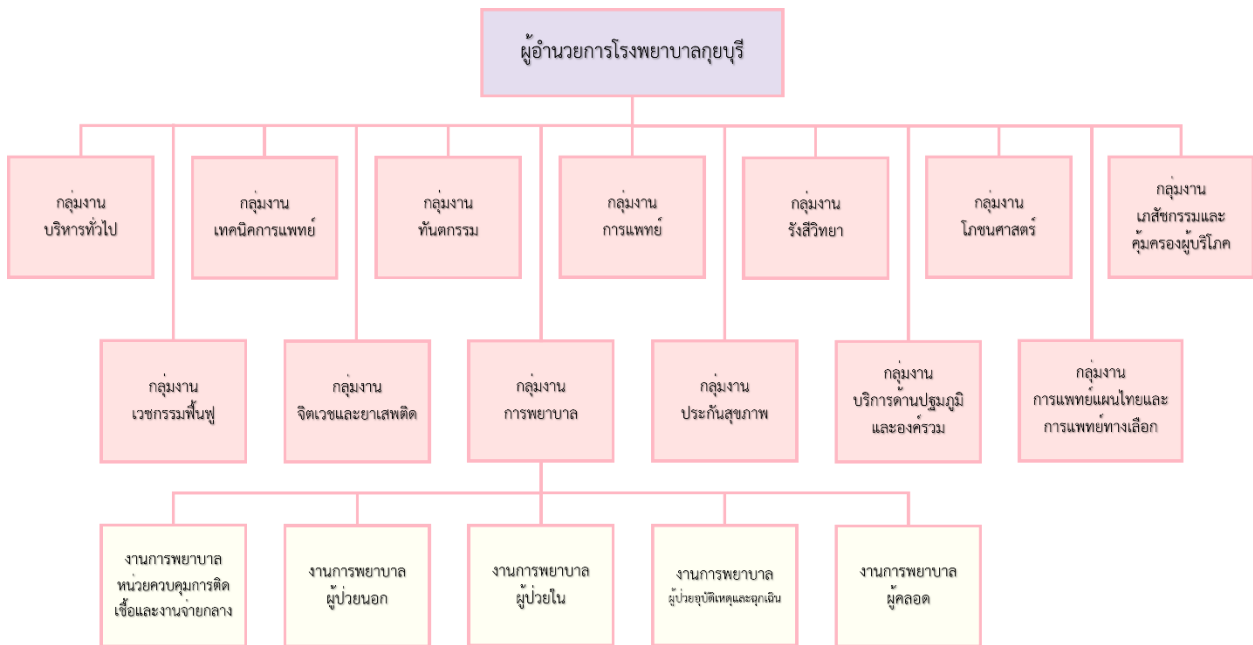 ผู้อำนวยการโรงพยาบาลกุยบุรี
กลุ่มงาน
บริหารทั่วไป
กลุ่มงาน
เทคนิคการแพทย์
กลุ่มงาน
ทันตกรรม
กลุ่มงาน
การแพทย์
กลุ่มงาน
รังสีวิทยา
กลุ่มงาน
โภชนศาสตร์
กลุ่มงาน
เภสัชกรรมและ
คุ้มครองผู้บริโภค
กลุ่มงาน
เวชกรรมฟื้นฟู
กลุ่มงาน
จิตเวชและยาเสพติด
กลุ่มงาน
การพยาบาล
กลุ่มงาน
ประกันสุขภาพ
กลุ่มงาน
บริการด้านปฐมภูมิ
และองค์รวม
กลุ่มงาน
การแพทย์แผนไทยและ
การแพทย์ทางเลือก
งานการพยาบาล
หน่วยควบคุมการติด
เชื้อและงานจ่ายกลาง
งานการพยาบาล
ผู้ป่วยนอก
งานการพยาบาล
ผู้ป่วยใน
งานการพยาบาล
ผู้ป่วยอุบัติเหตุและฉุกเฉิน
งานการพยาบาล
ผู้คลอด